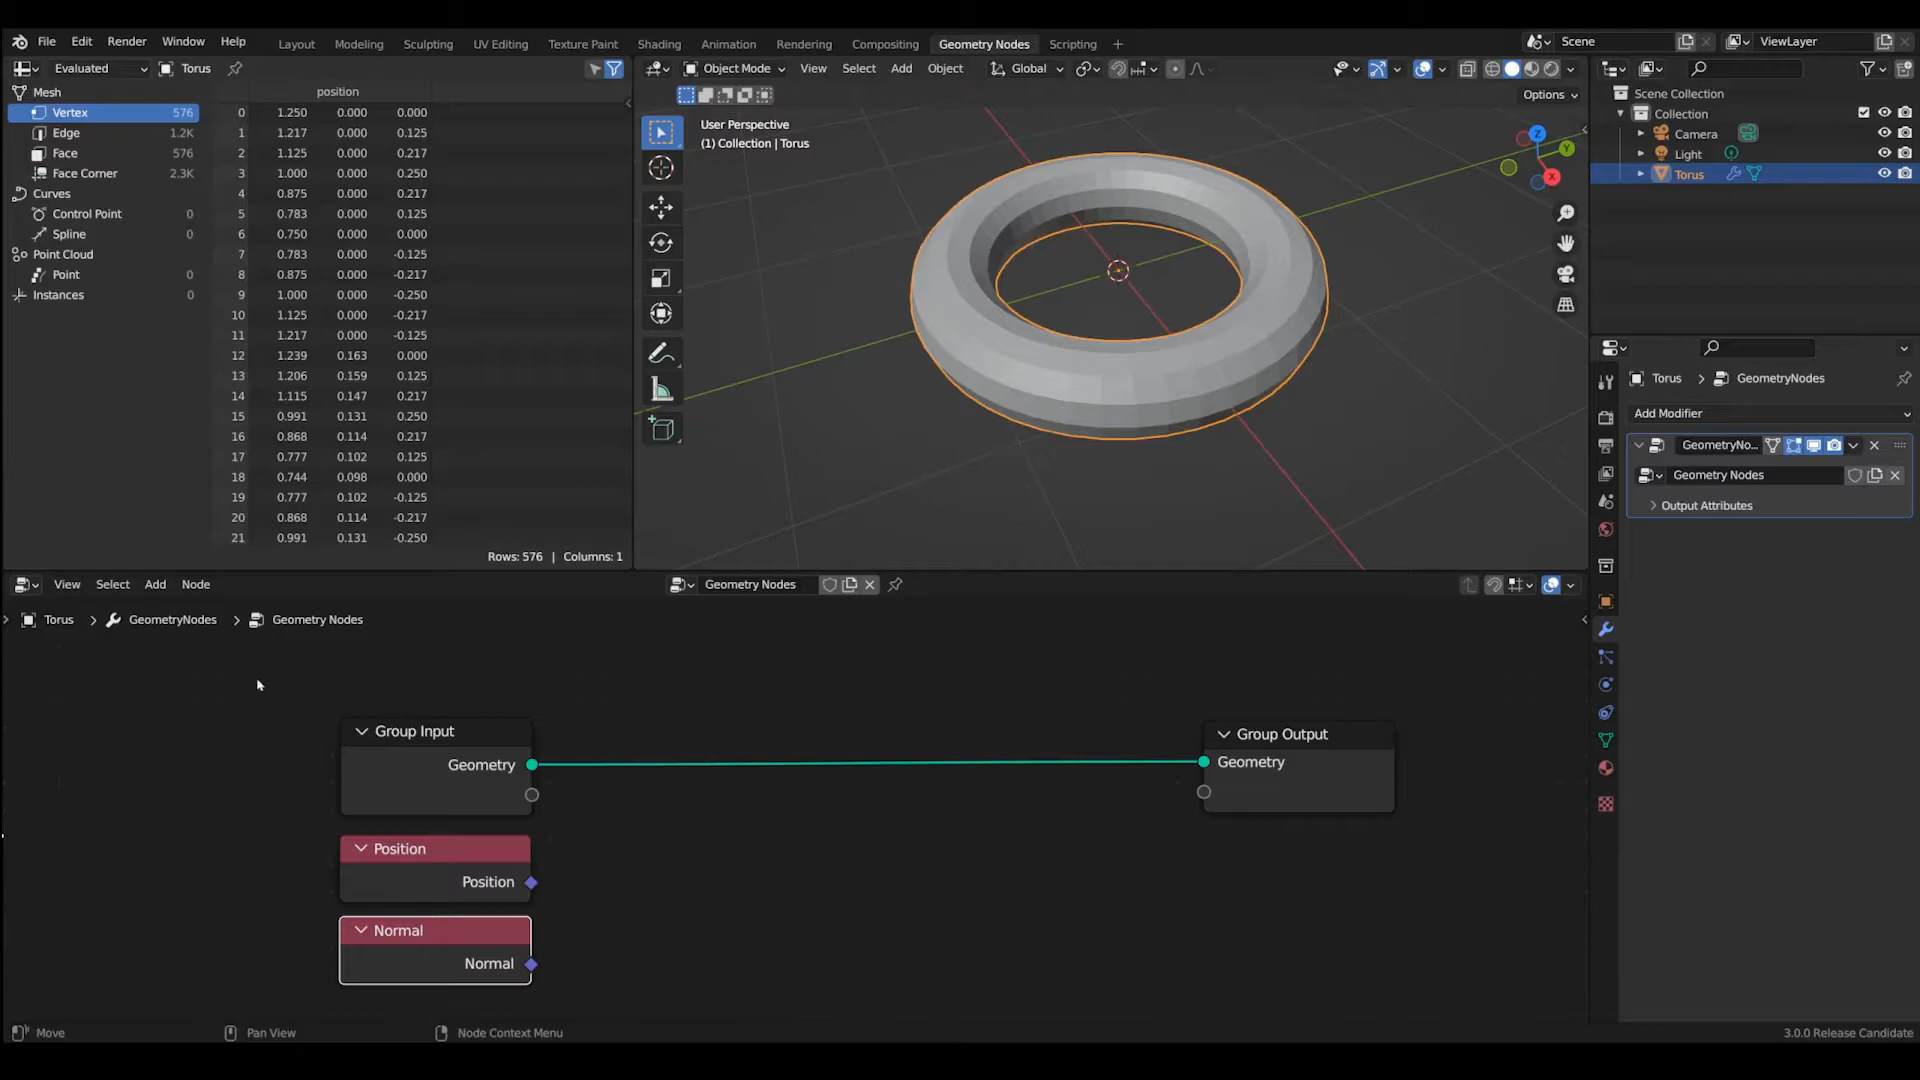 File Edit Render Window Help Layout Modeling Sculpting UV Editing Texture Paint Shading Animation Rendering Compositing Geometry Nodes Scripting + Scene ViewLayer
Evaluated Torus
Mesh
Vertex 576
Edge 1.2K
Face 576
Face Corner 2.3K
Curves
Control Point 0
Spline 0
Point Cloud
Point 0
Instances 0
position
0 1.250 0.000 0.000
1 1.217 0.000 0.125
2 1.125 0.000 0.217
3 1.000 0.000 0.250
4 0.875 0.000 0.217
5 0.783 0.000 0.125
6 0.750 0.000 0.000
7 0.783 0.000 -0.125
8 0.875 0.000 -0.217
9 1.000 0.000 -0.250
10 1.125 0.000 -0.217
11 1.217 0.000 -0.125
12 1.239 0.163 0.000
13 1.206 0.159 0.125
14 1.115 0.147 0.217
15 0.991 0.131 0.250
16 0.868 0.114 0.217
17 0.777 0.102 0.125
18 0.744 0.098 0.000
19 0.777 0.102 -0.125
20 0.868 0.114 -0.217
21 0.991 0.131 -0.250
Rows: 576 | Columns: 1
Object Mode View Select Add Object Global
Options
User Perspective
(1) Collection | Torus
Z
Y
X
Scene Collection
Collection
Camera
Light
Torus
Torus > GeometryNodes
Add Modifier
GeometryNo...
Geometry Nodes
Output Attributes
View Select Add Node Geometry Nodes
Torus > GeometryNodes > Geometry Nodes
Group Input
Geometry
Position
Position
Normal
Normal
Group Output
Geometry
Move Pan View Node Context Menu 3.0.0 Release Candidate